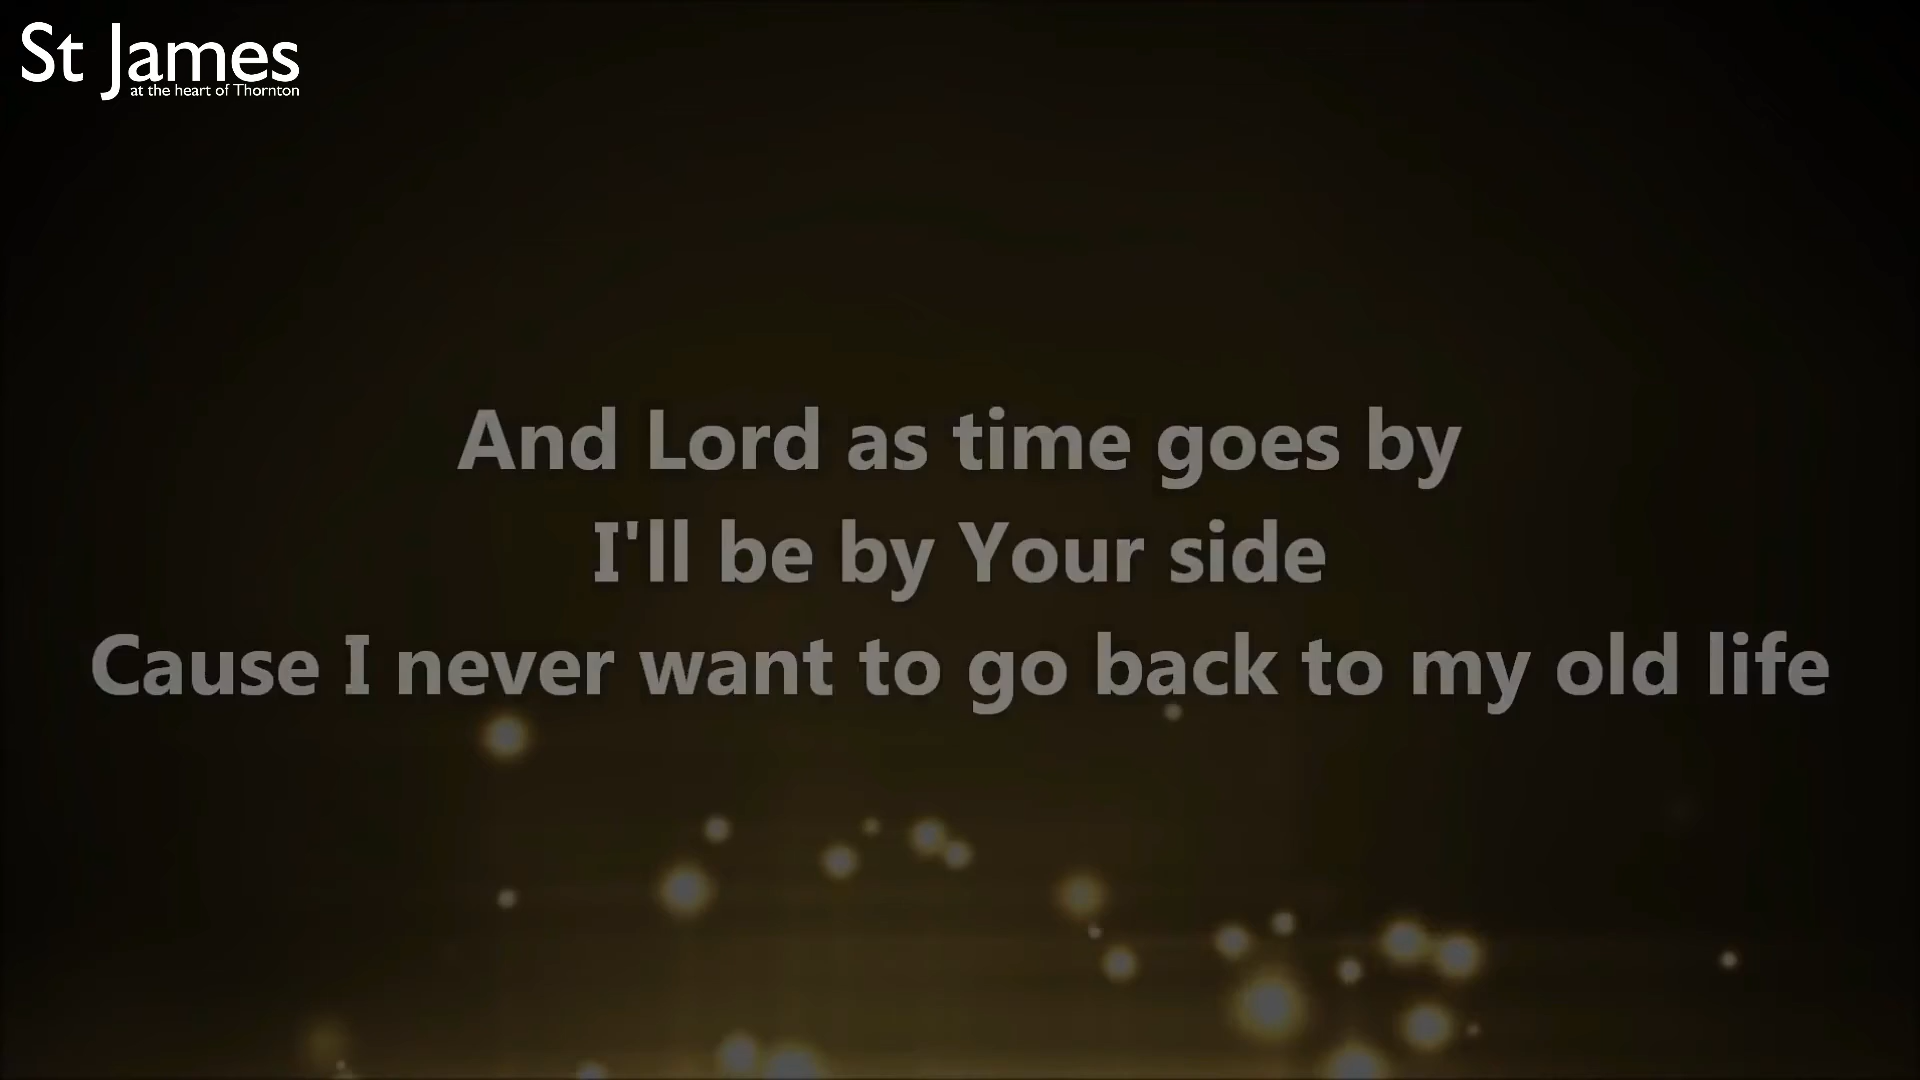 St James
at the heart of Thornton
And Lord as time goes by
I'll be by Your side
Cause I never want to go back to my old life